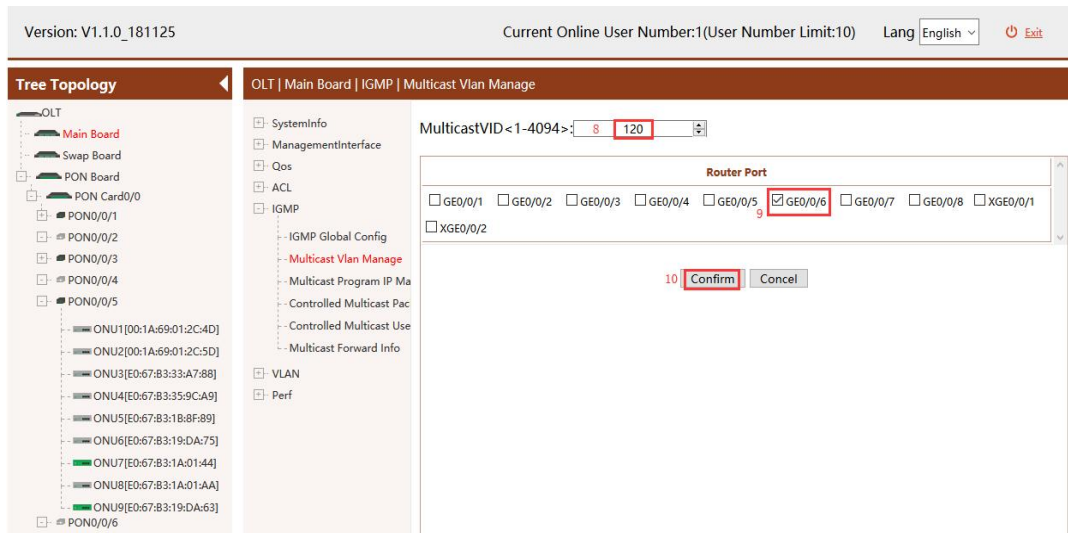 Version: V1.1.0_181125
Current Online User Number:1(User Number Limit:10)
Lang English
Exit
Tree Topology
OLT
Main Board
Swap Board
PON Board
PON Card0/0
PON0/0/1
PON0/0/2
PON0/0/3
PON0/0/4
PON0/0/5
ONU1[00:1A:69:01:2C:4D]
ONU2[00:1A:69:01:2C:5D]
ONU3[E0:67:B3:33:A7:88]
ONU4[E0:67:B3:35:9C:A9]
ONU5[E0:67:B3:1B:8F:89]
ONU6[E0:67:B3:19:DA:75]
ONU7[E0:67:B3:1A:01:44]
ONU8[E0:67:B3:1A:01:AA]
ONU9[E0:67:B3:19:DA:63]
PON0/0/6
OLT | Main Board | IGMP | Multicast Vlan Manage
SystemInfo
ManagementInterface
Qos
ACL
IGMP
IGMP Global Config
Multicast Vlan Manage
Multicast Program IP Ma
Controlled Multicast Pac
Controlled Multicast Use
Multicast Forward Info
VLAN
Perf
MulticastVID<1-4094>: 8 120
Router Port
GE0/0/1 GE0/0/2 GE0/0/3 GE0/0/4 GE0/0/5 9 GE0/0/6 GE0/0/7 GE0/0/8 XGE0/0/1
XGE0/0/2
10 Confirm Concel